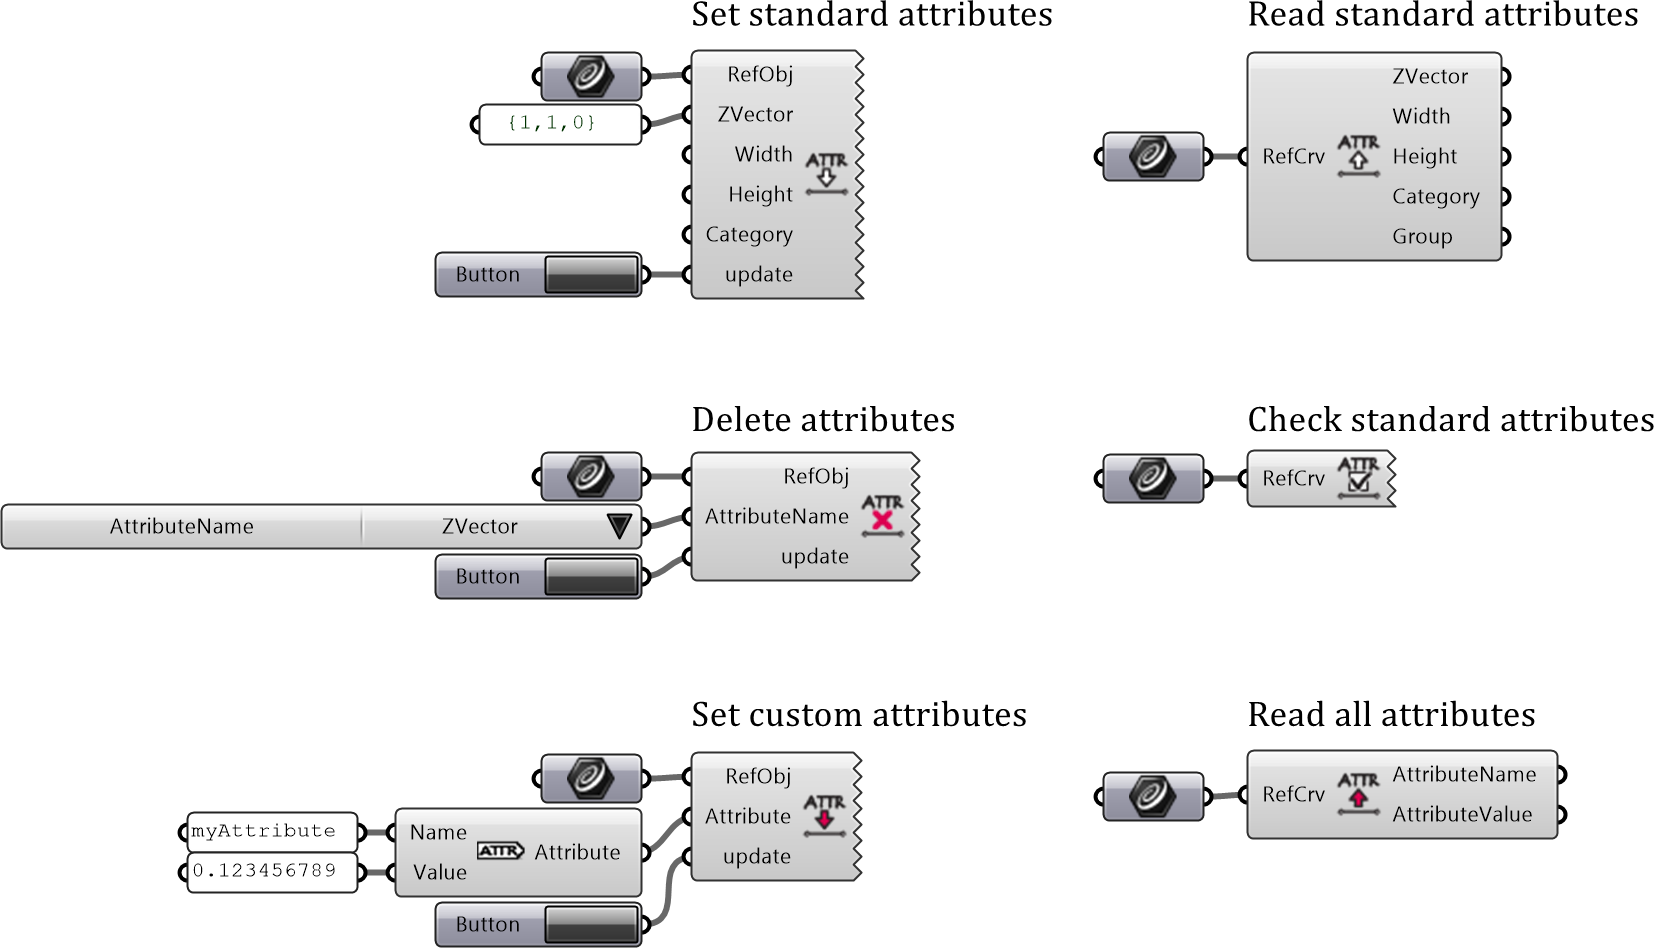 Set standard attributes
RefObj
{1,1,0}
ZVector
Width
ATTR
Height
Category
Button
update
Read standard attributes
ZVector
Width
RefCrv
ATTR
Height
Category
Group
Delete attributes
RefObj
AttributeName
ZVector
AttributeName
ATTR
Button
update
Check standard attributes
RefCrv
ATTR
Set custom attributes
RefObj
myAttribute
0.123456789
Name
Value
ATTR
Attribute
Attribute
ATTR
Button
update
Read all attributes
RefCrv
ATTR
AttributeName
AttributeValue